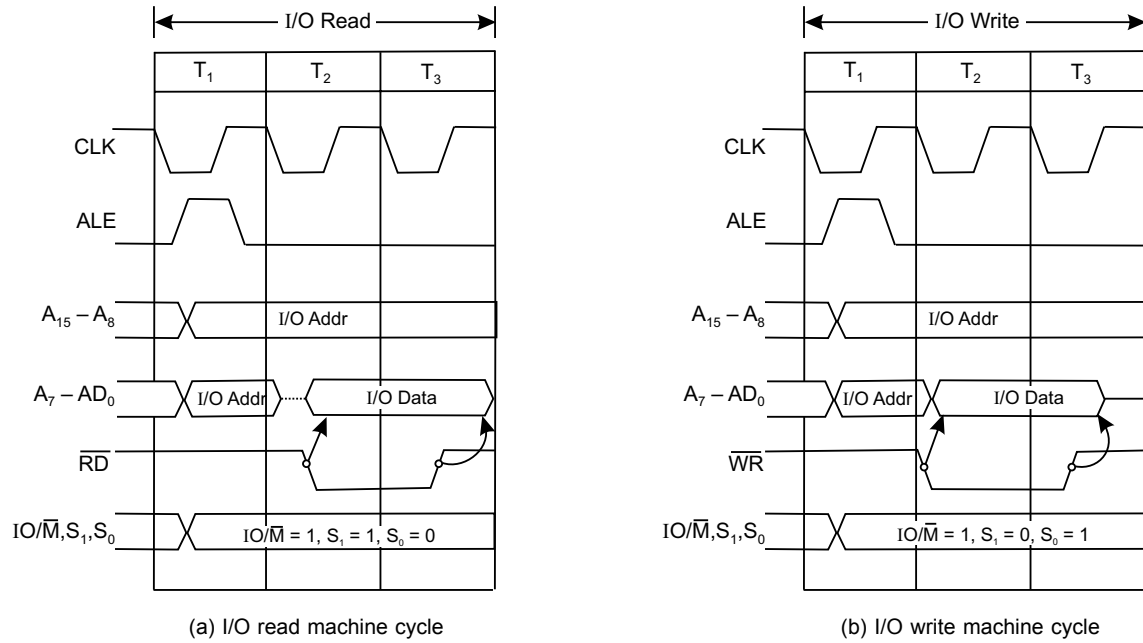 I/O Read
T₁ T₂ T₃
CLK
ALE
A₁₅ – A₈
I/O Addr
A₇ – AD₀
I/O Addr
I/O Data
R̅D̅
IO/M̅,S₁,S₀
IO/M̅ = 1, S₁ = 1, S₀ = 0
(a) I/O read machine cycle
I/O Write
T₁ T₂ T₃
CLK
ALE
A₁₅ – A₈
I/O Addr
A₇ – AD₀
I/O Addr
I/O Data
W̅R̅
IO/M̅,S₁,S₀
IO/M̅ = 1, S₁ = 0, S₀ = 1
(b) I/O write machine cycle